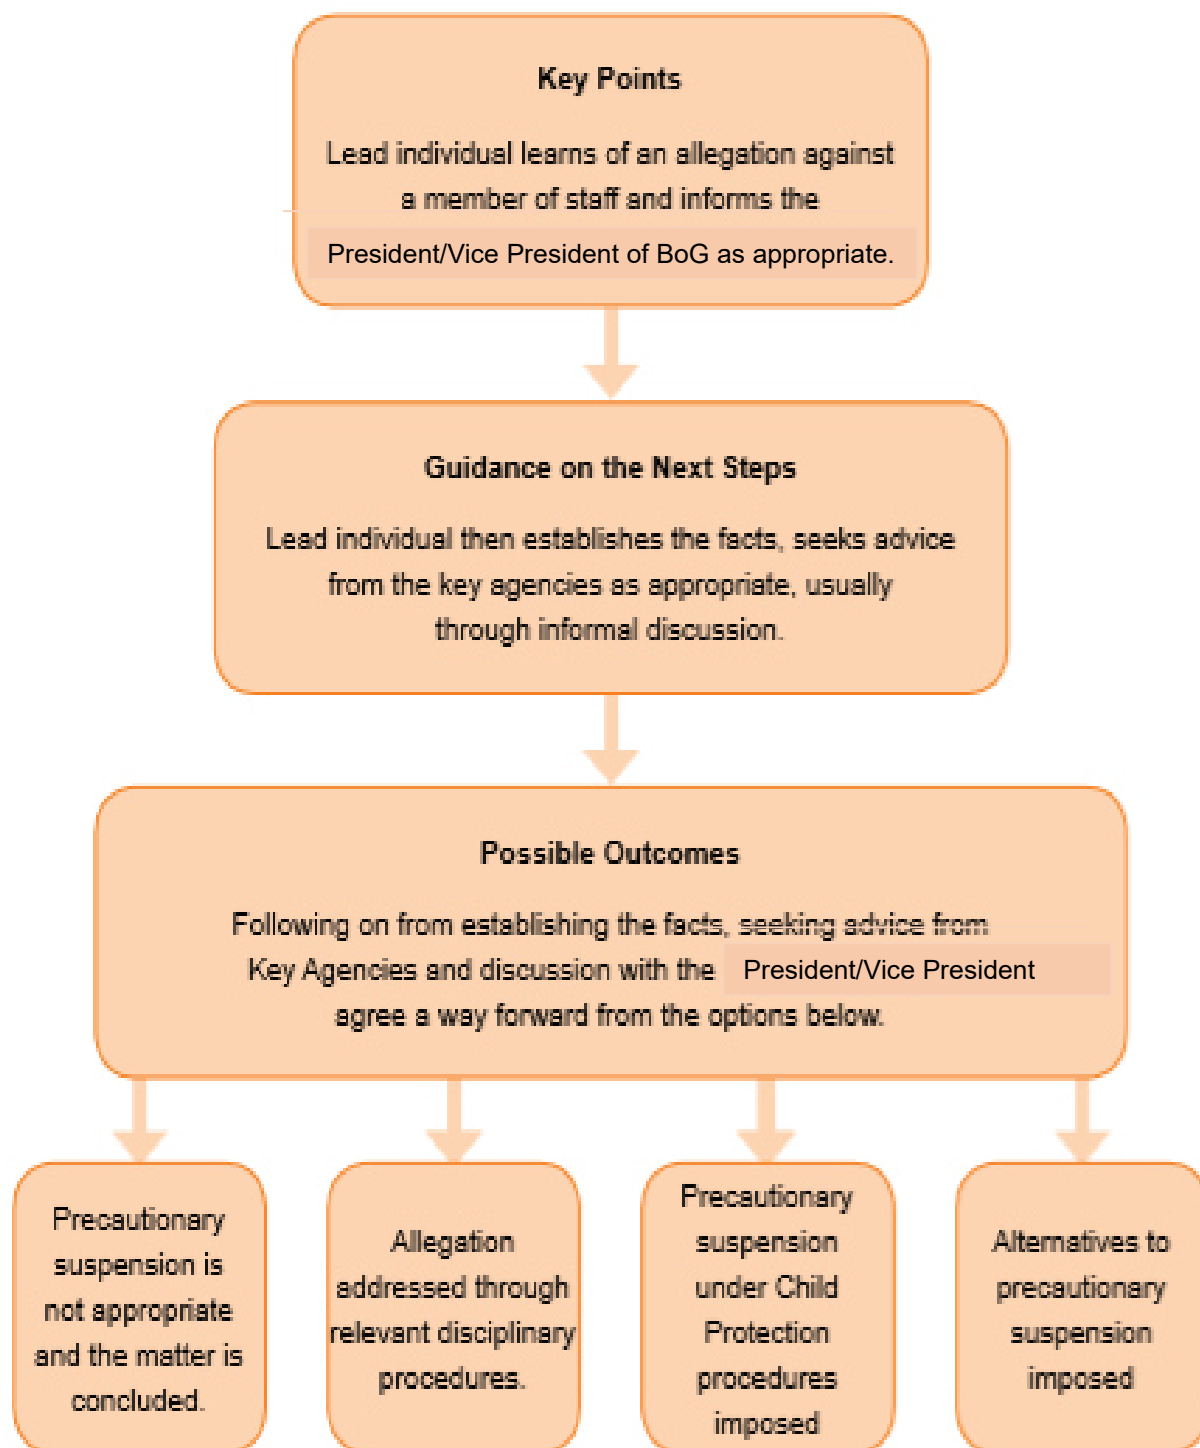 Key Points
Lead individual learns of an allegation against
a member of staff and informs the
President/Vice President of BoG as appropriate.
Guidance on the Next Steps
Lead individual then establishes the facts, seeks advice
from the key agencies as appropriate, usually
through informal discussion.
Possible Outcomes
Following on from establishing the facts, seeking advice from
Key Agencies and discussion with the President/Vice President
agree a way forward from the options below.
Precautionary
suspension is
not appropriate
and the matter is
concluded.
Allegation
addressed through
relevant disciplinary
procedures.
Precautionary
suspension
under Child
Protection
procedures
imposed
Alternatives to
precautionary
suspension
imposed